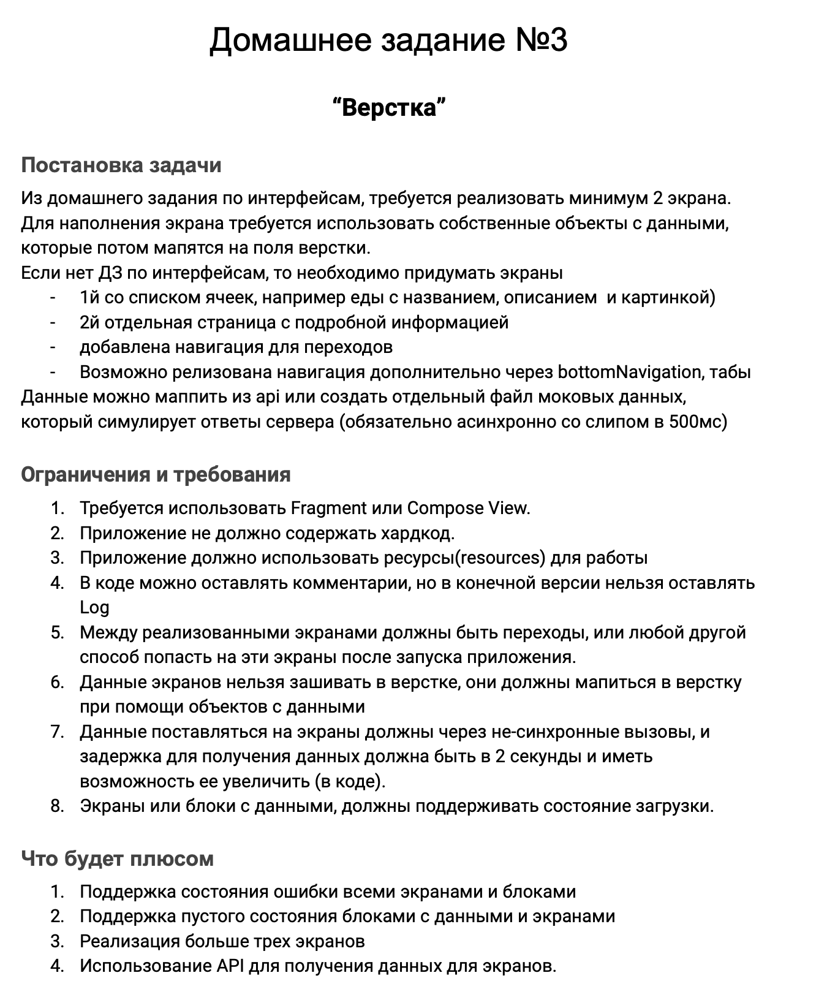 Домашнее задание №3
“Верстка”
Постановка задачи
Из домашнего задания по интерфейсам, требуется реализовать минимум 2 экрана.
Для наполнения экрана требуется использовать собственные объекты с данными,
которые потом мапятся на поля верстки.
Если нет ДЗ по интерфейсам, то необходимо придумать экраны
- 1й со списком ячеек, например еды с названием, описанием  и картинкой)
- 2й отдельная страница с подробной информацией
- добавлена навигация для переходов
- Возможно релизована навигация дополнительно через bottomNavigation, табы
Данные можно маппить из api или создать отдельный файл моковых данных,
который симулирует ответы сервера (обязательно асинхронно со слипом в 500мс)
Ограничения и требования
1. Требуется использовать Fragment или Compose View.
2. Приложение не должно содержать хардкод.
3. Приложение должно использовать ресурсы(resources) для работы
4. В коде можно оставлять комментарии, но в конечной версии нельзя оставлять
Log
5. Между реализованными экранами должны быть переходы, или любой другой
способ попасть на эти экраны после запуска приложения.
6. Данные экранов нельзя зашивать в верстке, они должны мапиться в верстку
при помощи объектов с данными
7. Данные поставляться на экраны должны через не-синхронные вызовы, и
задержка для получения данных должна быть в 2 секунды и иметь
возможность ее увеличить (в коде).
8. Экраны или блоки с данными, должны поддерживать состояние загрузки.
Что будет плюсом
1. Поддержка состояния ошибки всеми экранами и блоками
2. Поддержка пустого состояния блоками с данными и экранами
3. Реализация больше трех экранов
4. Использование API для получения данных для экранов.